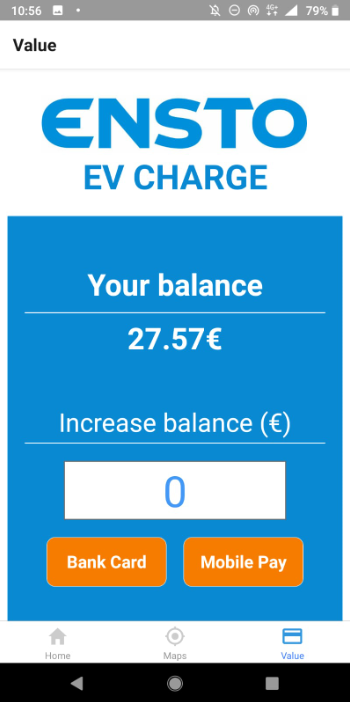 10:56 4G+ 79%
Value
ENSTO
EV CHARGE
Your balance
27.57€
Increase balance (€)
0
Bank Card Mobile Pay
Home Maps Value